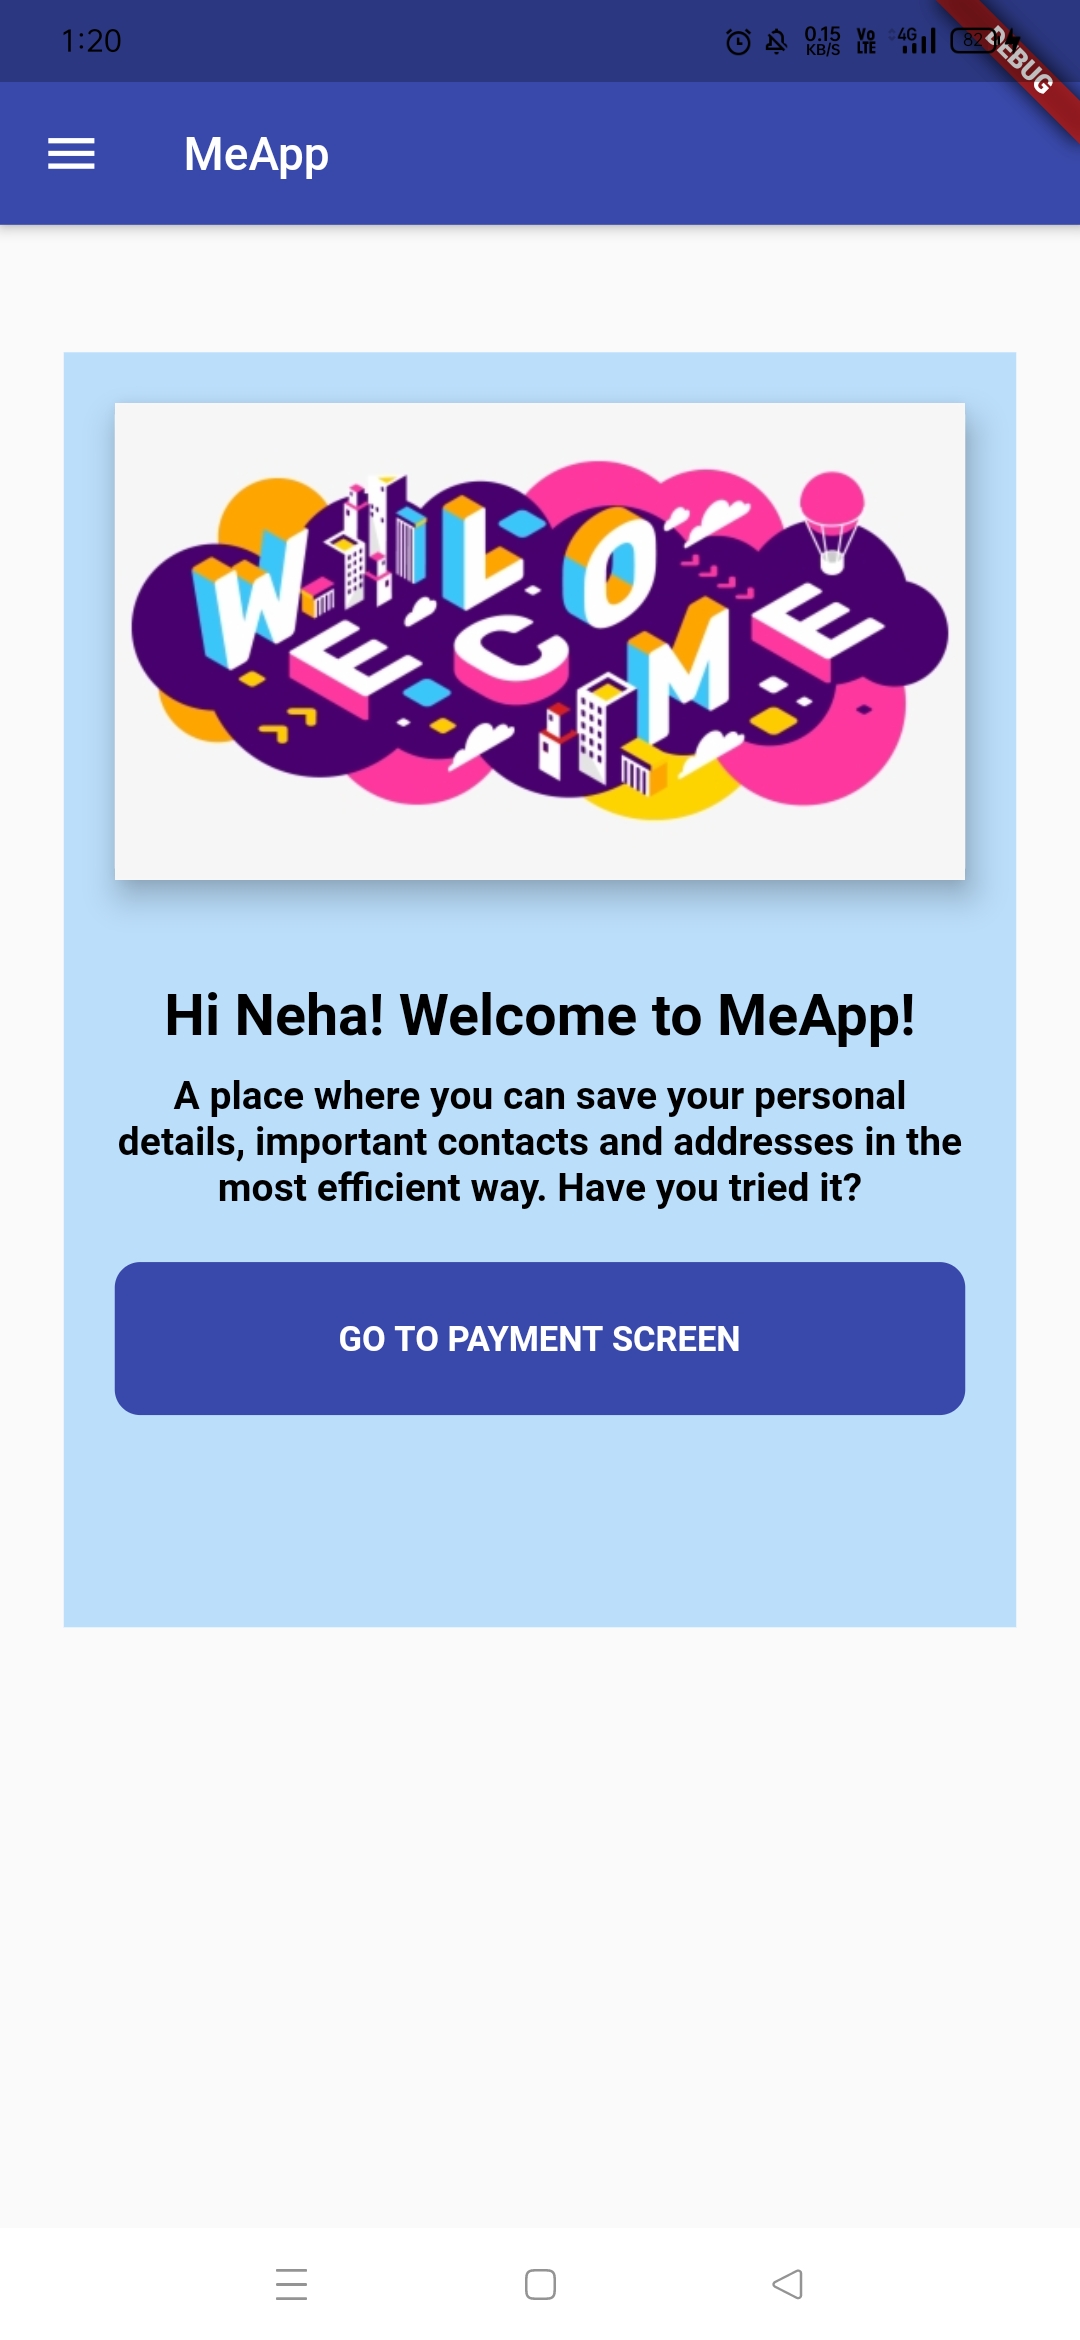 1:20
0.15
KB/S
Vo
LTE
4G
82
DEBUG
MeApp
WELCOME
Hi Neha! Welcome to MeApp!
A place where you can save your personal
details, important contacts and addresses in the
most efficient way. Have you tried it?
GO TO PAYMENT SCREEN